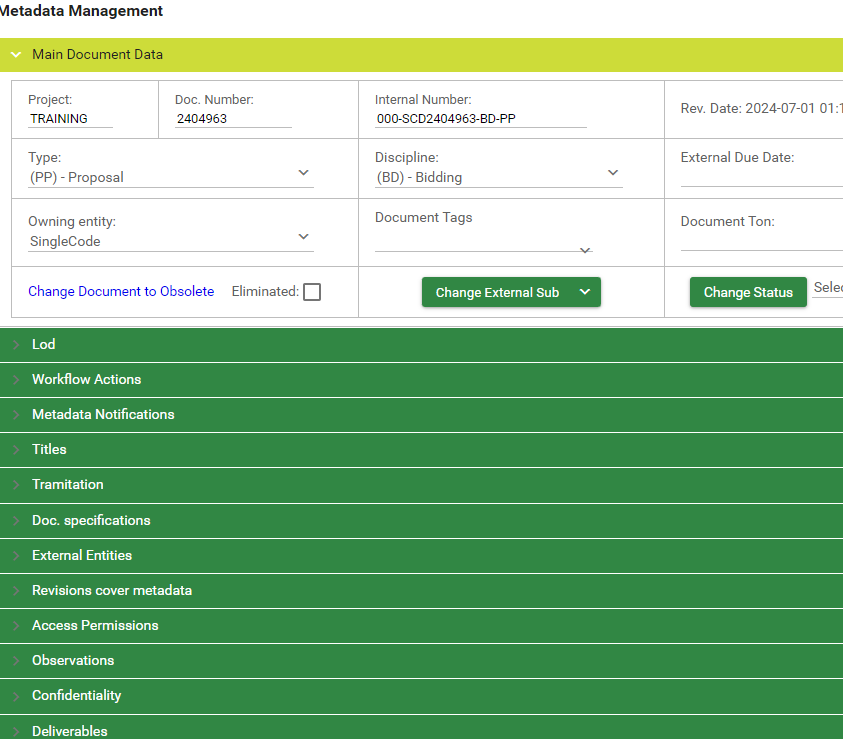 Metadata Management
Main Document Data
Project:
TRAINING
Doc. Number:
2404963
Internal Number:
000-SCD2404963-BD-PP
Rev. Date: 2024-07-01 01:1
Type:
(PP) - Proposal
Discipline:
(BD) - Bidding
External Due Date:
Owning entity:
SingleCode
Document Tags
Document Ton:
Change Document to Obsolete
Eliminated:
Change External Sub
Change Status
Selec
Lod
Workflow Actions
Metadata Notifications
Titles
Tramitation
Doc. specifications
External Entities
Revisions cover metadata
Access Permissions
Observations
Confidentiality
Deliverables